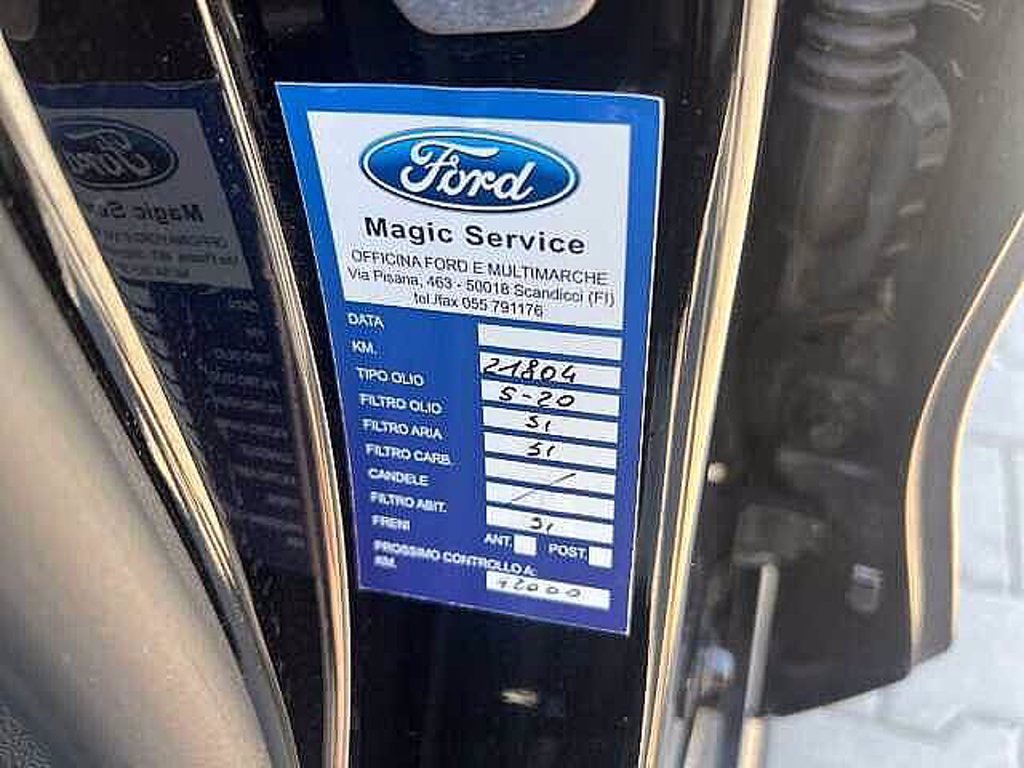 Ford
Magic Service
OFFICINA FORD E MULTIMARCHE
Via Pisana, 463 - 50018 Scandicci (FI)
tel./fax 055 791176
DATA
KM. 21804
TIPO OLIO 5-20
FILTRO OLIO SI
FILTRO ARIA SI
FILTRO CARB. /
CANDELE /
FILTRO ABIT. SI
FRENI ANT. POST.
PROSSIMO CONTROLLO A:
KM. 12000